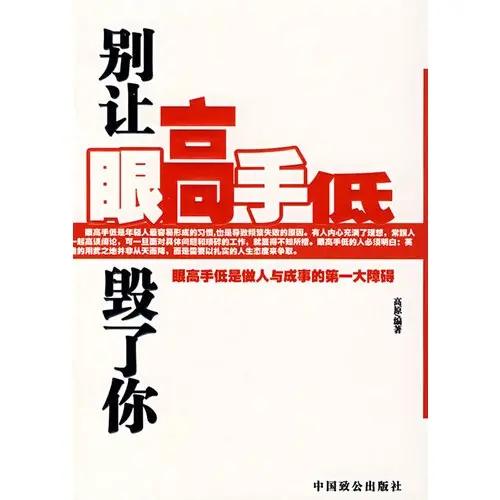 别让
眼高手低
毁了你
眼高手低是年轻人最容易形成的习惯,也是导致频繁失败的原因。有人内心充满了理想,常跟人
一起高谈阔论,可一旦面对具体问题和琐碎的工作,就显得不知所措。眼高手低的人必须明白:英
雄的用武之地并非从天而降,而是需要以扎实的人生态度来争取。
眼高手低是做人与成事的第一大障碍
高原/编著
中国致公出版社